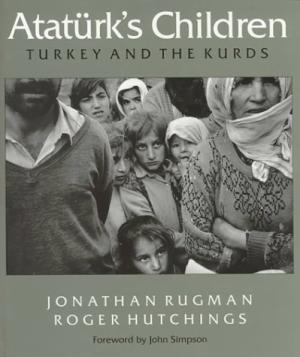 Atatürk's Children
TURKEY AND THE KURDS
JONATHAN RUGMAN
ROGER HUTCHINGS
Foreword by John Simpson